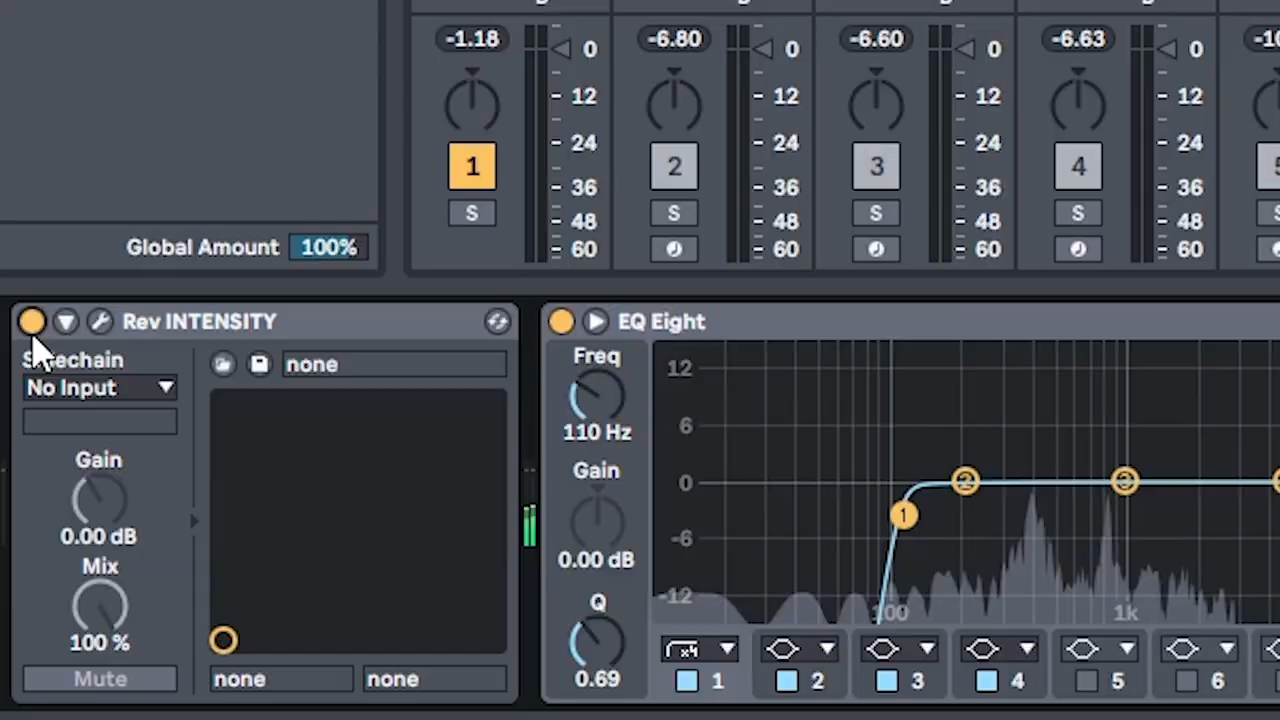 -1.18
-6.80
-6.60
-6.63
0
12
24
36
48
60
0
12
24
36
48
60
0
12
24
36
48
60
0
12
24
36
48
60
1
2
3
4
S
S
S
S
Global Amount 100%
Rev INTENSITY
No Input
none
Gain
0.00 dB
Mix
100 %
Mute
none
none
EQ Eight
Freq
110 Hz
Gain
0.00 dB
Q
0.69
12
6
0
-6
-12
1
2
3
1k
x4
1
2
3
4
5
6